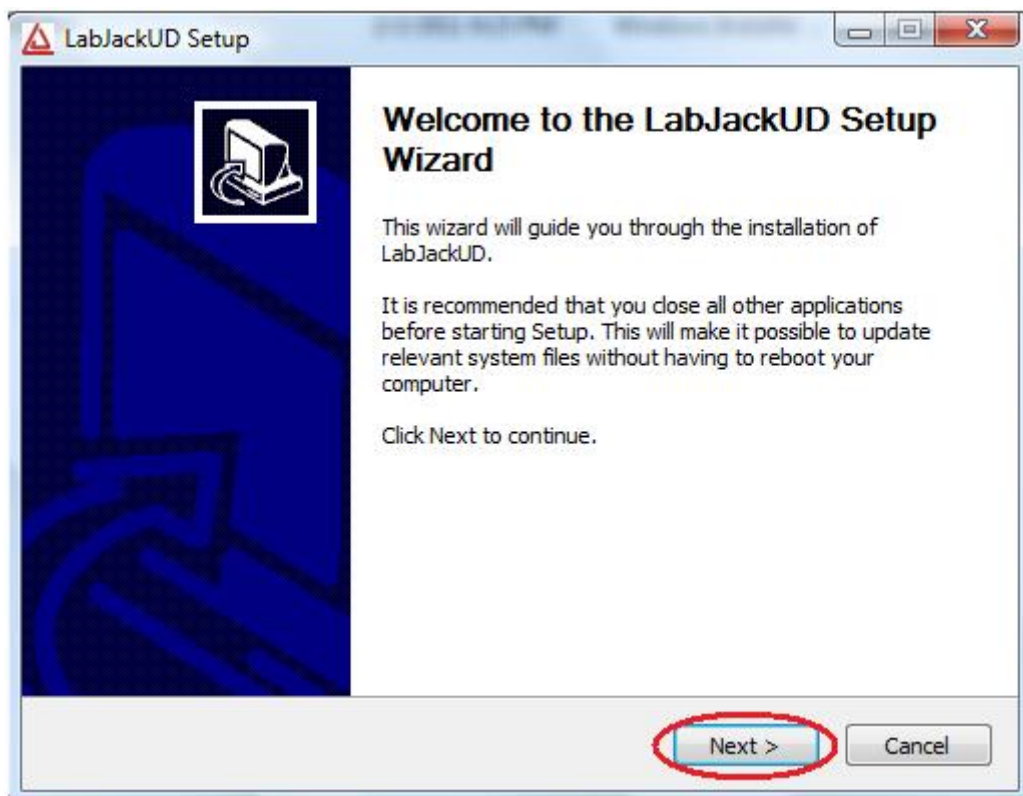 LabJackUD Setup
Welcome to the LabJackUD Setup
Wizard
This wizard will guide you through the installation of
LabJackUD.
It is recommended that you close all other applications
before starting Setup. This will make it possible to update
relevant system files without having to reboot your
computer.
Click Next to continue.
Next >
Cancel